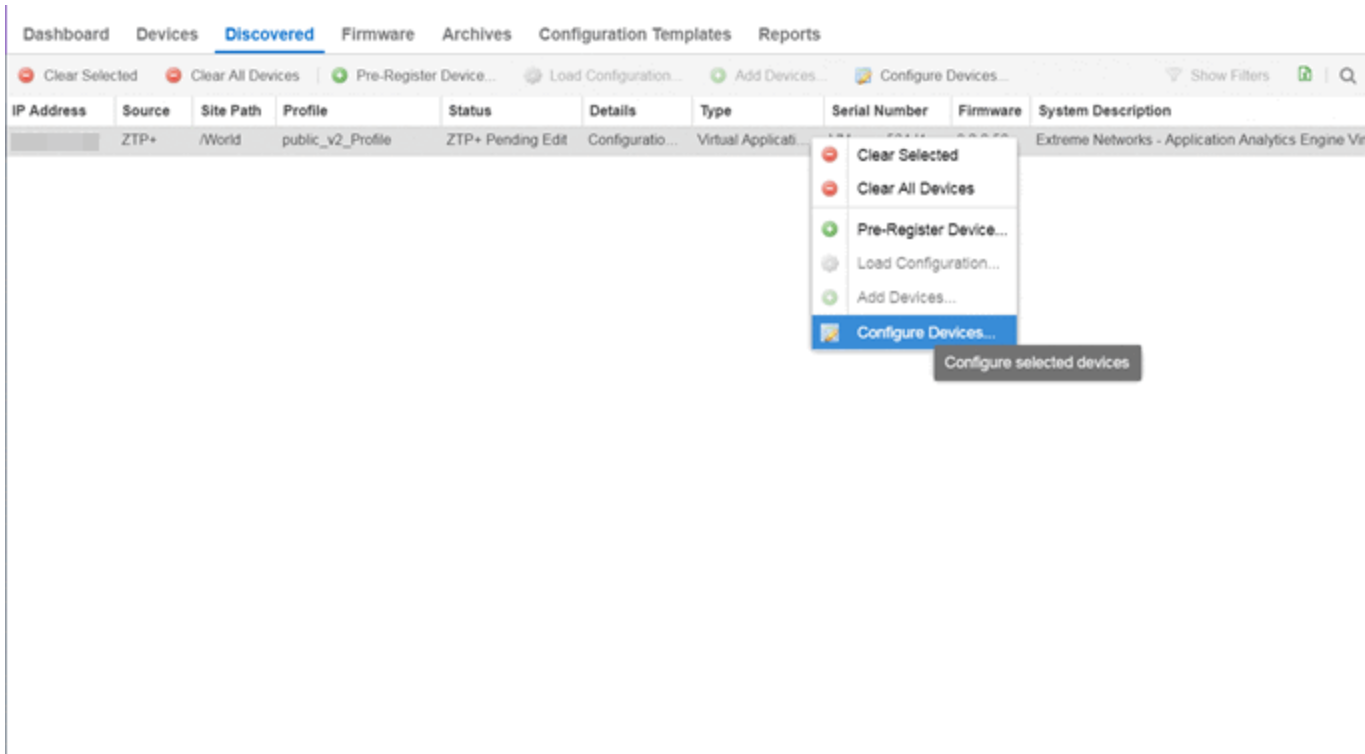 Dashboard Devices Discovered Firmware Archives Configuration Templates Reports
Clear Selected Clear All Devices Pre-Register Device... Load Configuration... Add Devices... Configure Devices... Show Filters
IP Address Source Site Path Profile Status Details Type Serial Number Firmware System Description
ZTP+ /World public_v2_Profile ZTP+ Pending Edit Configuratio... Virtual Applicati... Extreme Networks - Application Analytics Engine Vir
Clear Selected
Clear All Devices
Pre-Register Device...
Load Configuration...
Add Devices...
Configure Devices...
Configure selected devices